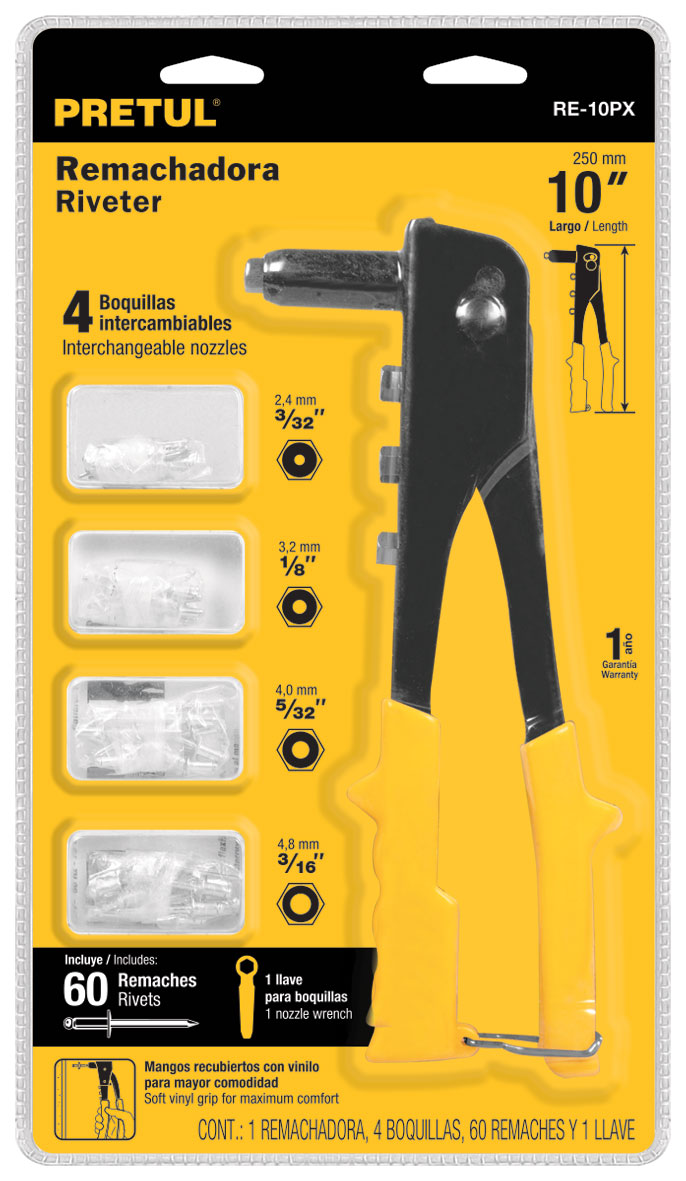 PRETUL®
RE-10PX
Remachadora
Riveter
250 mm
10"
Largo / Length
4 Boquillas
intercambiables
Interchangeable nozzles
2,4 mm
3/32"
3,2 mm
1/8"
4,0 mm
5/32"
4,8 mm
3/16"
1 año
Garantía
Warranty
Incluye / Includes:
60 Remaches
Rivets
1 llave
para boquillas
1 nozzle wrench
Mangos recubiertos con vinilo
para mayor comodidad
Soft vinyl grip for maximum comfort
CONT.: 1 REMACHADORA, 4 BOQUILLAS, 60 REMACHES Y 1 LLAVE